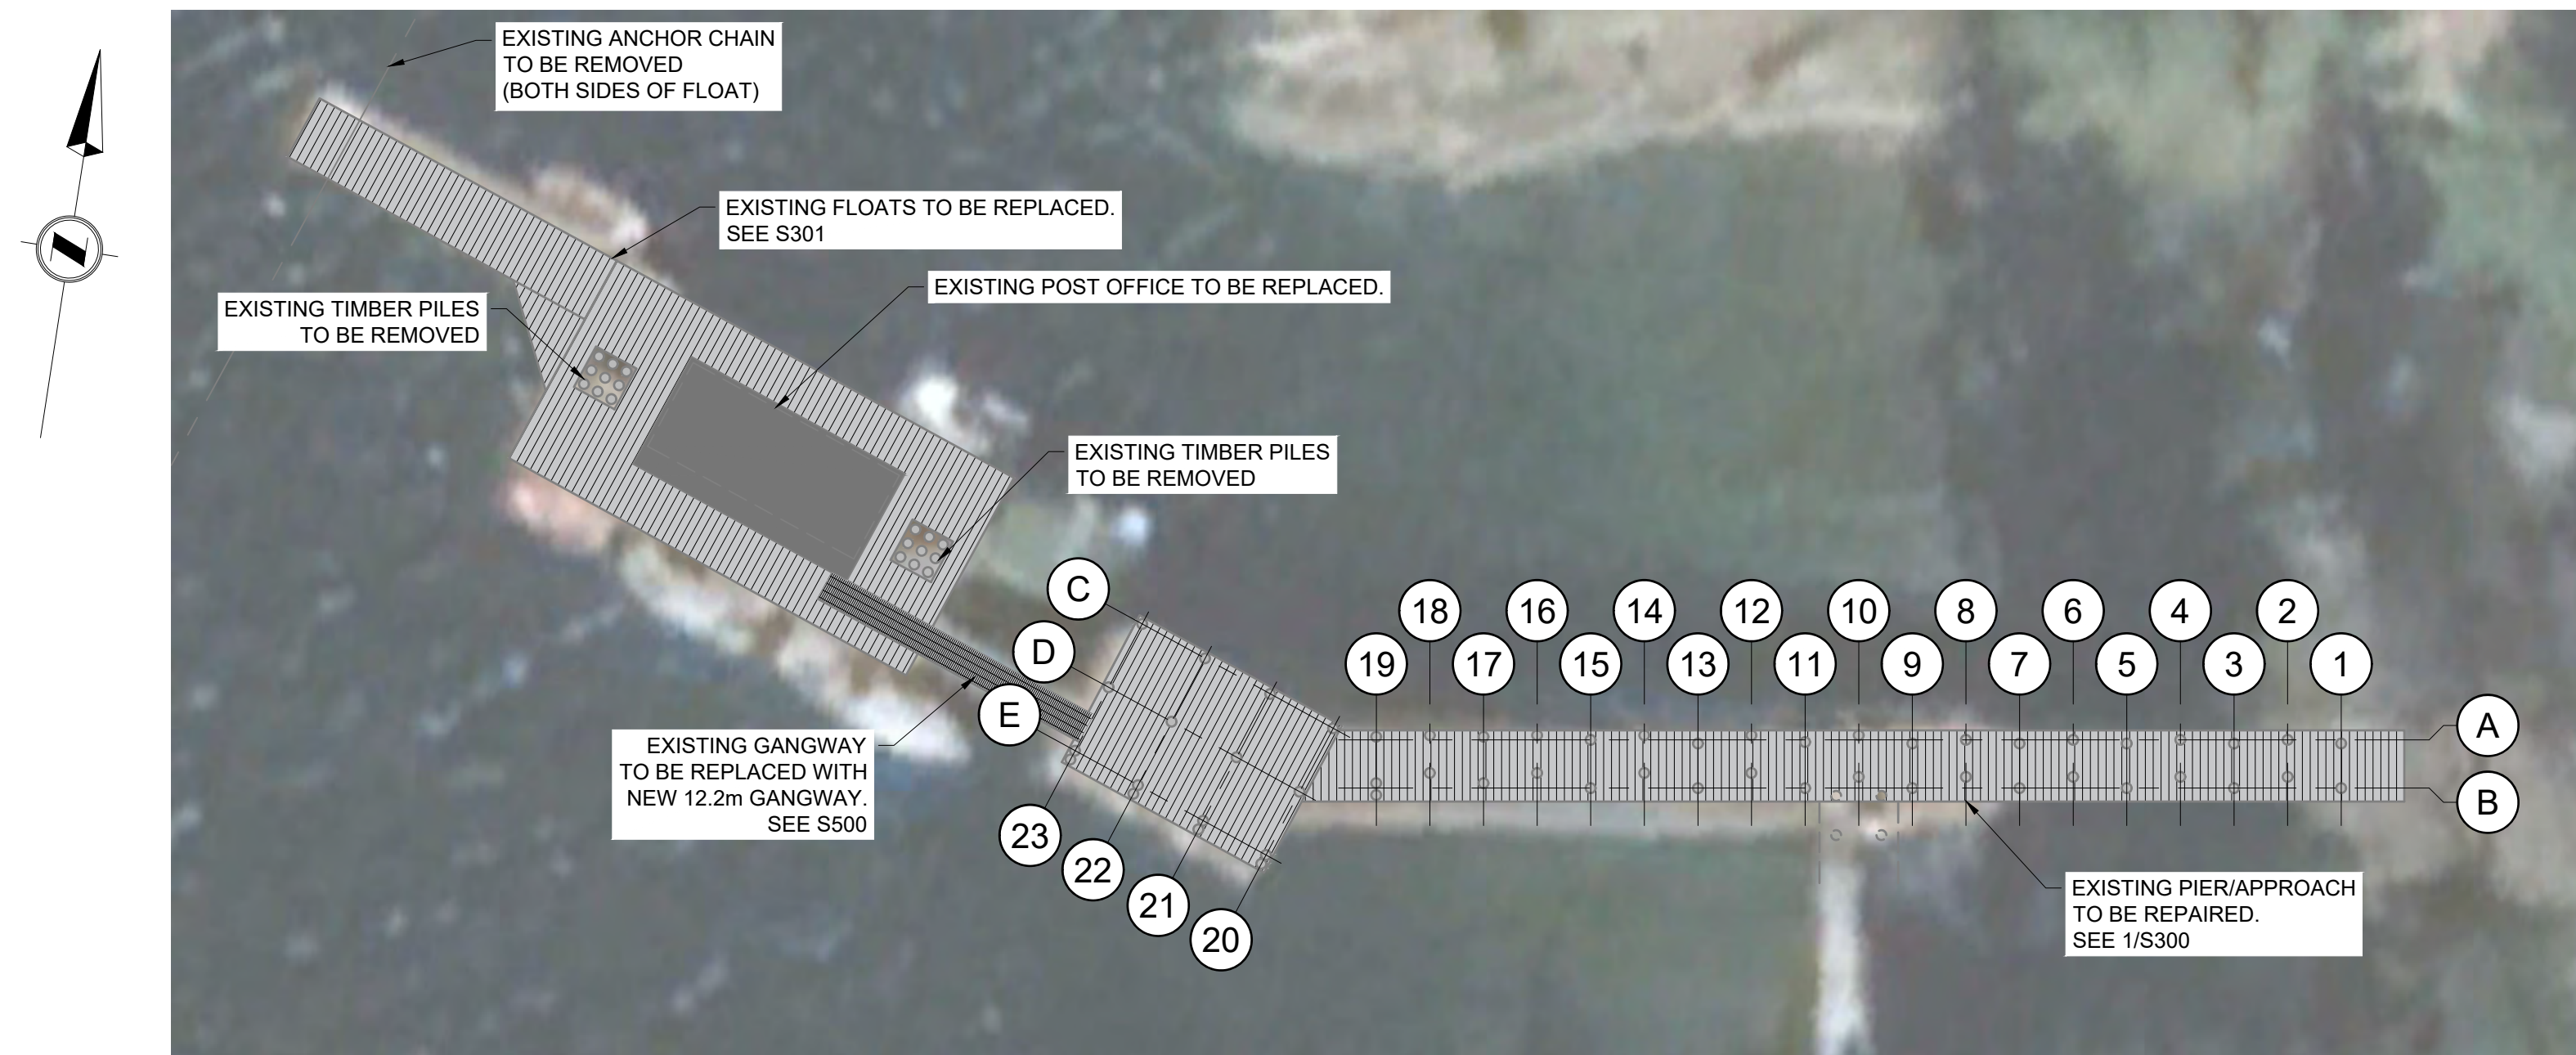 EXISTING ANCHOR CHAIN
TO BE REMOVED
(BOTH SIDES OF FLOAT)
EXISTING FLOATS TO BE REPLACED.
SEE S301
EXISTING POST OFFICE TO BE REPLACED.
EXISTING TIMBER PILES
TO BE REMOVED
N
EXISTING TIMBER PILES
TO BE REMOVED
C
D
E
18 16 14 12 10 8 6 4 2
19 17 15 13 11 9 7 5 3 1
A
B
EXISTING GANGWAY
TO BE REPLACED WITH
NEW 12.2m GANGWAY.
SEE S500
23
22
21
20
EXISTING PIER/APPROACH
TO BE REPAIRED.
SEE 1/S300